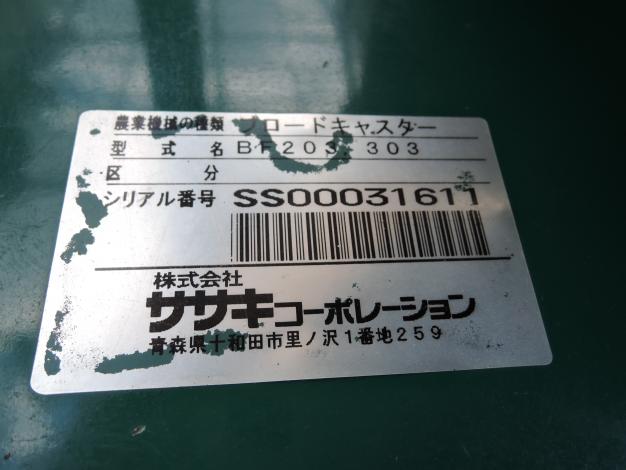 農業機械の種類 ブロードキャスター
型式名 BF203,303
区分
シリアル番号 SS00031611
株式会社
ササキコーポレーション
青森県十和田市里ノ沢1番地259